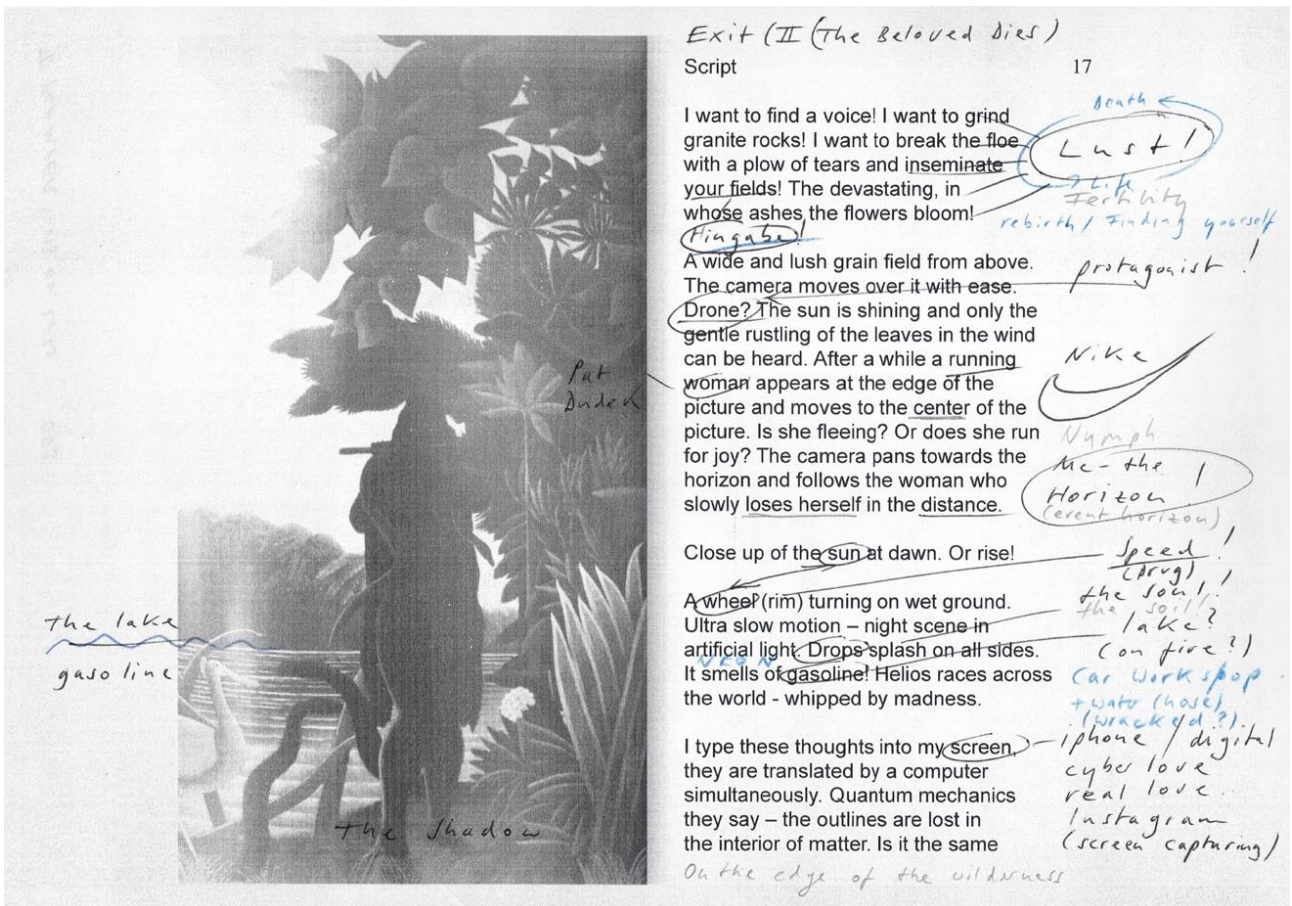 Exit (II (The Beloved Dies)
Script 17
I want to find a voice! I want to grind
granite rocks! I want to break the floe
with a plow of tears and inseminate
your fields! The devastating, in
whose ashes the flowers bloom!
Death
Lust!
Life
Fertility
rebirth / Finding yourself
Hingabe!
A wide and lush grain field from above.
The camera moves over it with ease.
Drone? The sun is shining and only the
gentle rustling of the leaves in the wind
can be heard. After a while a running
woman appears at the edge of the
picture and moves to the center of the
picture. Is she fleeing? Or does she run
for joy? The camera pans towards the
horizon and follows the woman who
slowly loses herself in the distance.
protagonist!
Nike
Nymph
Me - the
Horizon!
(event horizon)
Pat
Dudek
Close up of the sun at dawn. Or rise!
Speed!
(Drug)
A wheel (rim) turning on wet ground.
Ultra slow motion – night scene in
artificial light. Drops splash on all sides.
NEON
It smells of gasoline! Helios races across
the world - whipped by madness.
the soul!
the soil!
lake?
(on fire?)
Car Workshop
+ water (hose)
(wracked?)
the lake
gasoline
I type these thoughts into my screen,
they are translated by a computer
simultaneously. Quantum mechanics
they say – the outlines are lost in
the interior of matter. Is it the same
iphone / digital
cyber love
real love..
Instagram
(screen capturing)
the shadow
On the edge of the wilderness